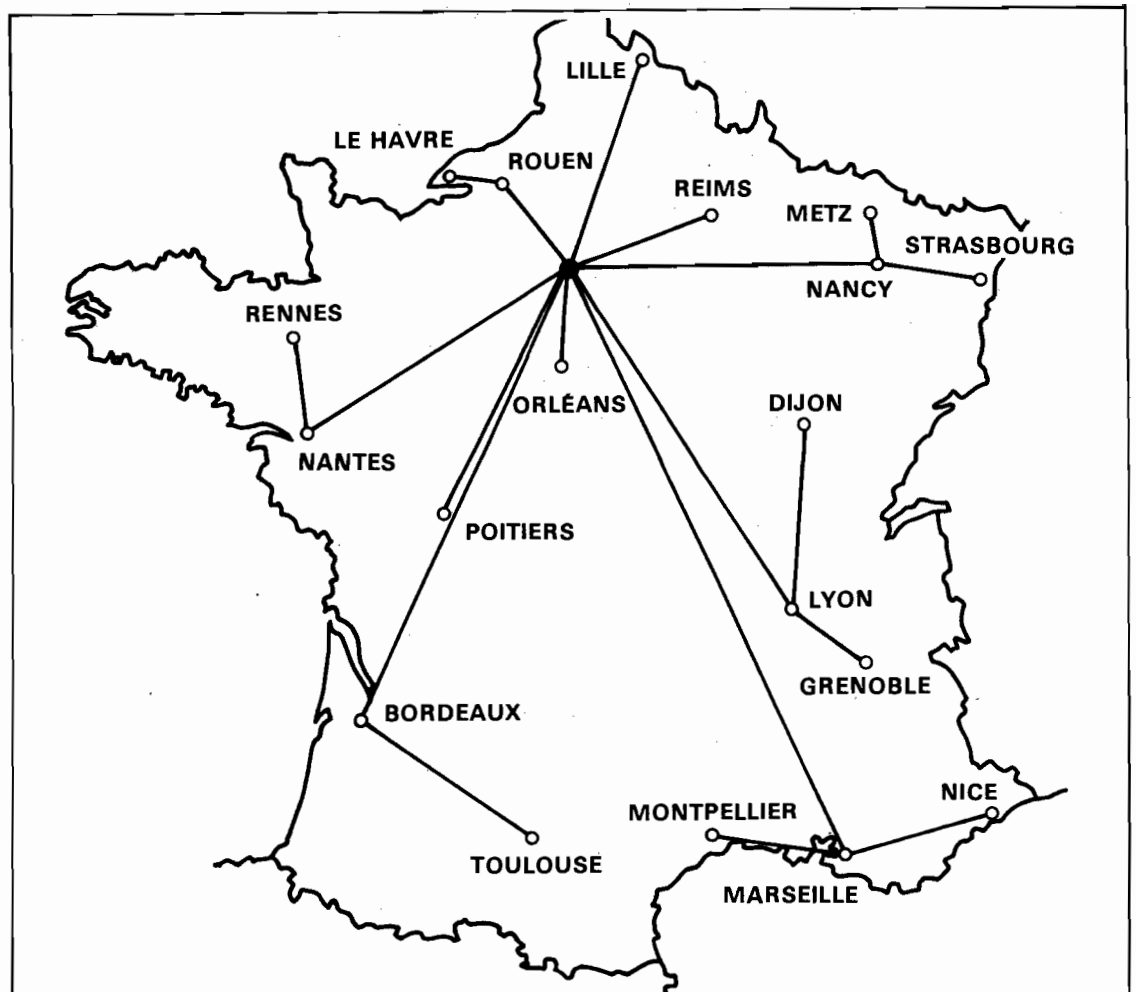 LILLE
LE HAVRE
ROUEN
REIMS
METZ
STRASBOURG
NANCY
RENNES
ORLÉANS
DIJON
NANTES
POITIERS
LYON
GRENOBLE
BORDEAUX
NICE
MONTPELLIER
TOULOUSE
MARSEILLE